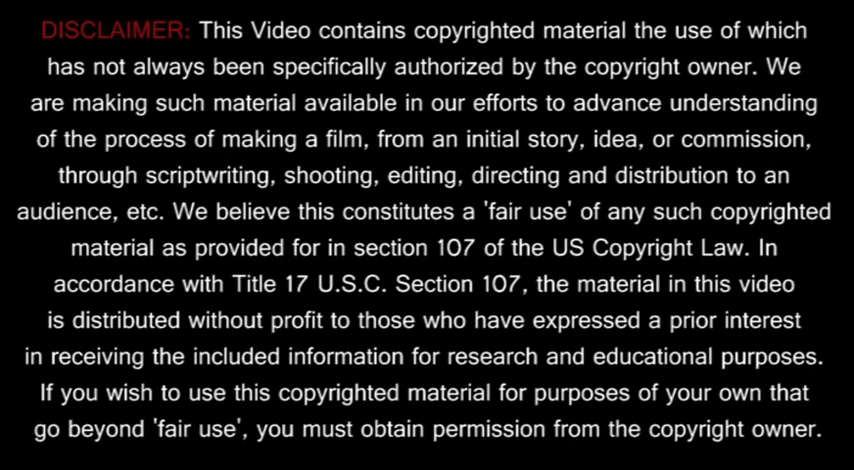 DISCLAIMER: This Video contains copyrighted material the use of which
has not always been specifically authorized by the copyright owner. We
are making such material available in our efforts to advance understanding
of the process of making a film, from an initial story, idea, or commission,
through scriptwriting, shooting, editing, directing and distribution to an
audience, etc. We believe this constitutes a 'fair use' of any such copyrighted
material as provided for in section 107 of the US Copyright Law. In
accordance with Title 17 U.S.C. Section 107, the material in this video
is distributed without profit to those who have expressed a prior interest
in receiving the included information for research and educational purposes.
If you wish to use this copyrighted material for purposes of your own that
go beyond 'fair use', you must obtain permission from the copyright owner.